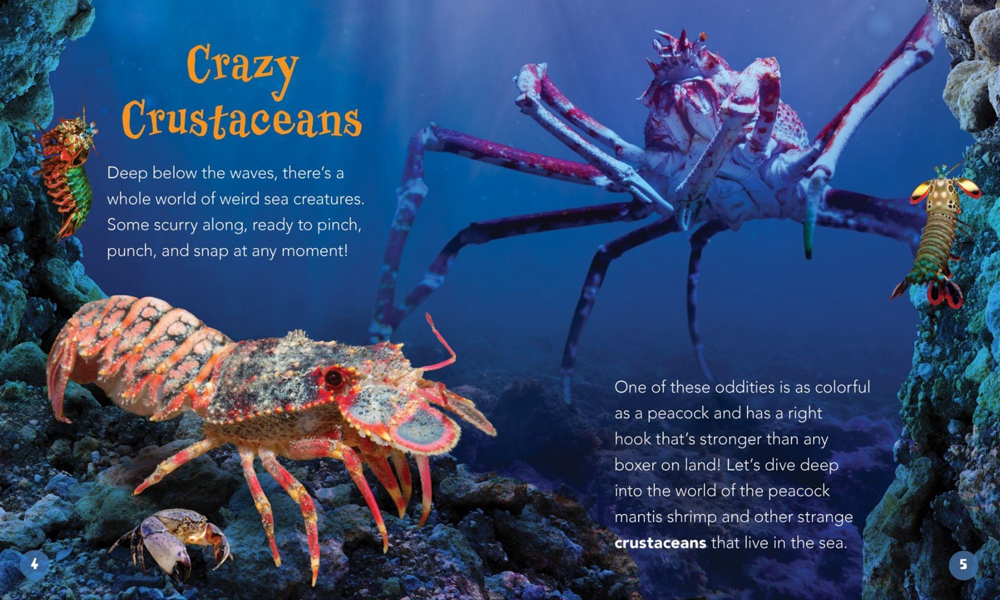 Crazy
Crustaceans
Deep below the waves, there’s a
whole world of weird sea creatures.
Some scurry along, ready to pinch,
punch, and snap at any moment!
4
One of these oddities is as colorful
as a peacock and has a right
hook that’s stronger than any
boxer on land! Let’s dive deep
into the world of the peacock
mantis shrimp and other strange
crustaceans that live in the sea.
5